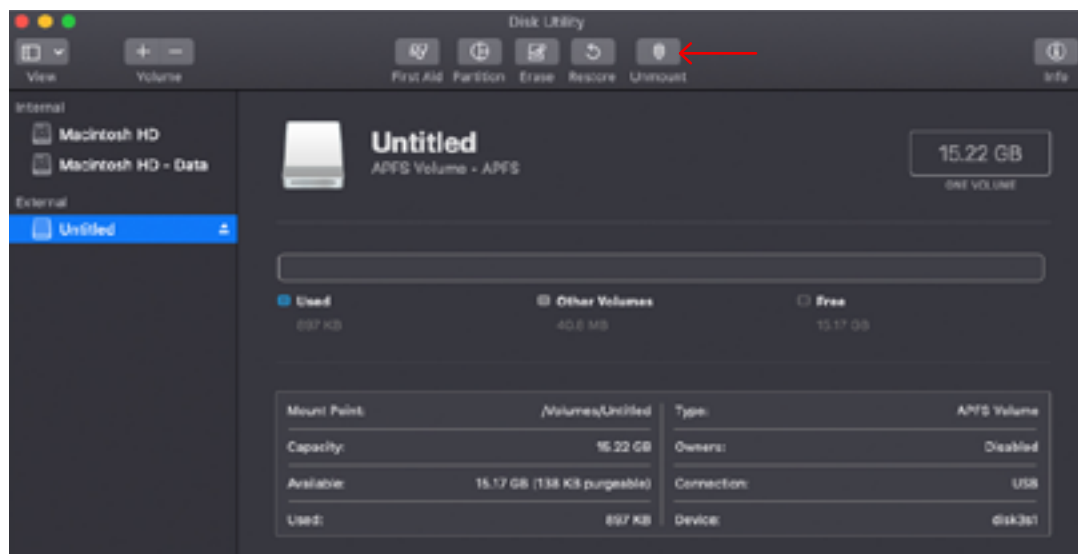 Disk Utility
View Volume First Aid Partition Erase Restore Unmount Info
Internal
Macintosh HD
Macintosh HD - Data
External
Untitled
Untitled
APFS Volume - APFS
15.22 GB
ONE VOLUME
Used Other Volumes Free
897 KB 40.8 MB 15.17 GB
Mount Point: /Volumes/Untitled Type: APFS Volume
Capacity: 15.22 GB Owners: Disabled
Available: 15.17 GB (138 KB purgeable) Connection: USB
Used: 897 KB Device: disk3s1